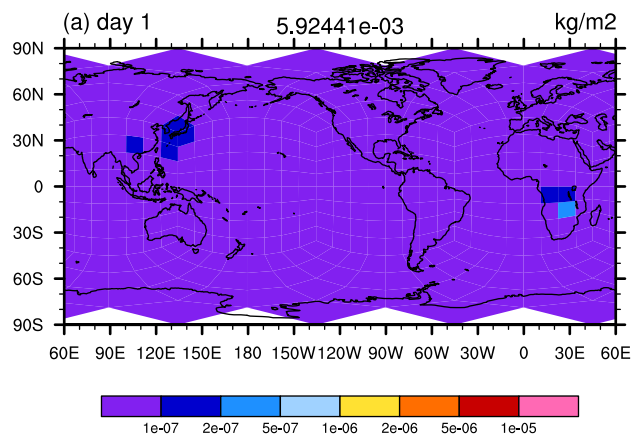 (a) day 1 5.92441e-03 kg/m2
90N
60N
30N
0
30S
60S
90S
60E 90E 120E 150E 180 150W 120W 90W 60W 30W 0 30E 60E
1e-07 2e-07 5e-07 1e-06 2e-06 5e-06 1e-05